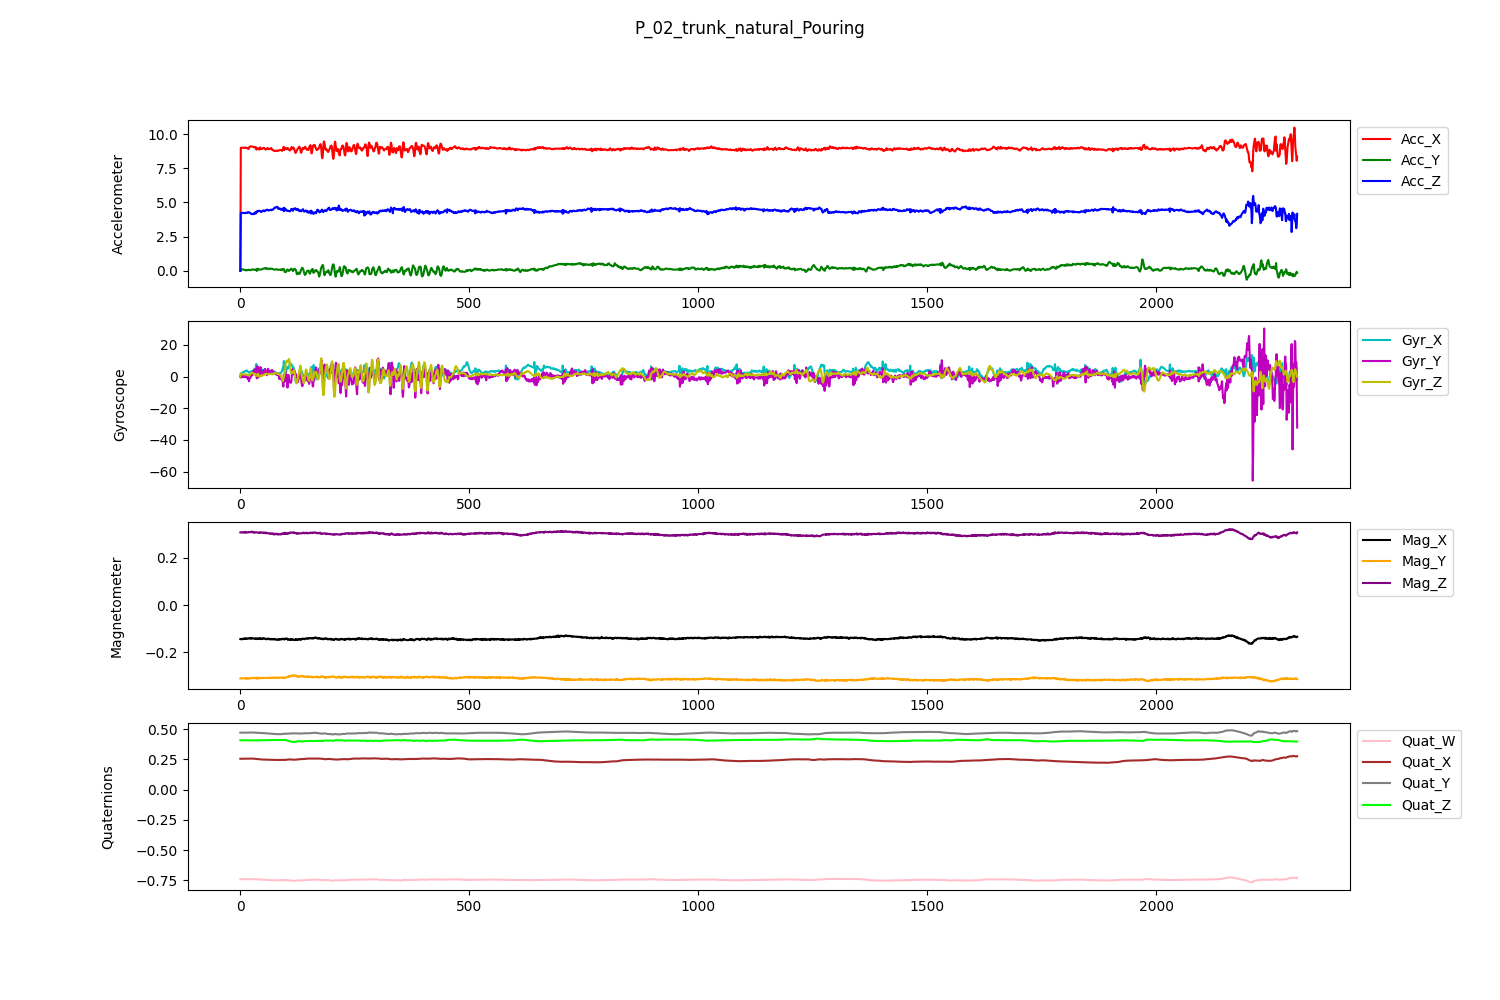 P_02_trunk_natural_Pouring
Accelerometer
10.0
7.5
5.0
2.5
0.0
0
500
1000
1500
2000
Acc_X
Acc_Y
Acc_Z
Gyroscope
20
0
−20
−40
−60
0
500
1000
1500
2000
Gyr_X
Gyr_Y
Gyr_Z
Magnetometer
0.2
0.0
−0.2
0
500
1000
1500
2000
Mag_X
Mag_Y
Mag_Z
Quaternions
0.50
0.25
0.00
−0.25
−0.50
−0.75
0
500
1000
1500
2000
Quat_W
Quat_X
Quat_Y
Quat_Z